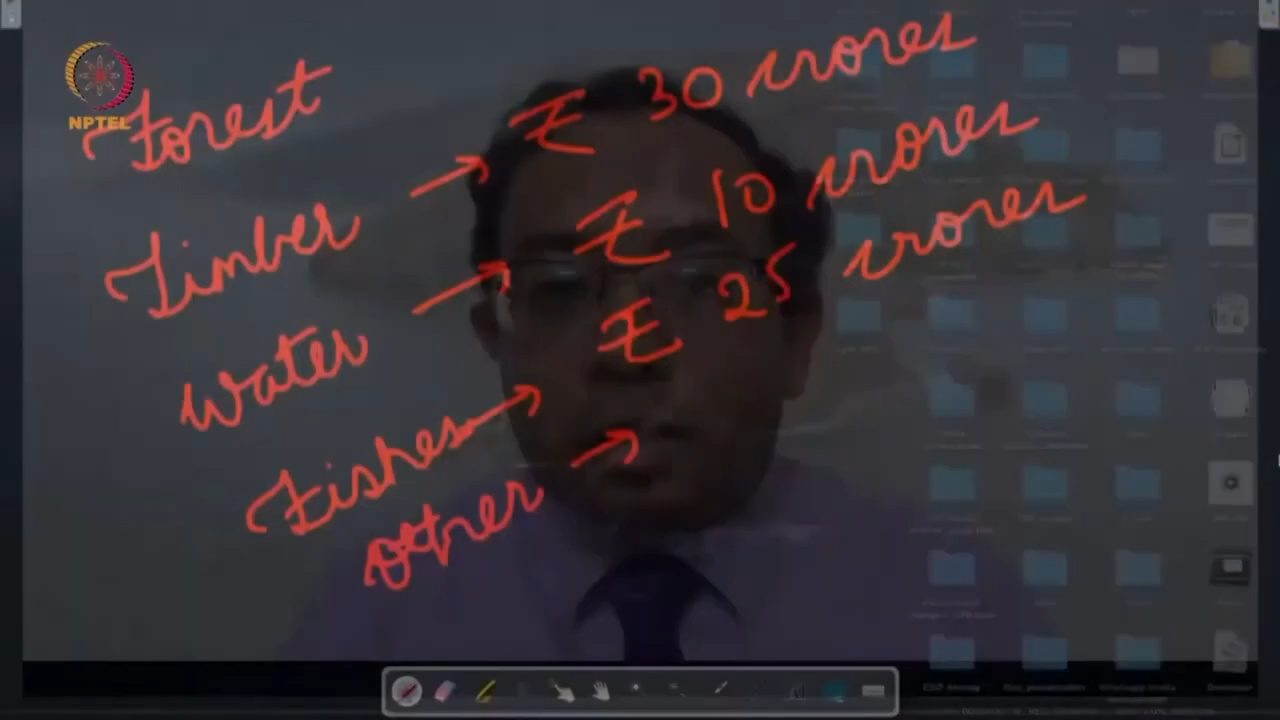 NPTEL
Forest
Timber → ₹ 30 crores
Water → ₹ 10 crores
Fishes → ₹ 25 crores
Other →